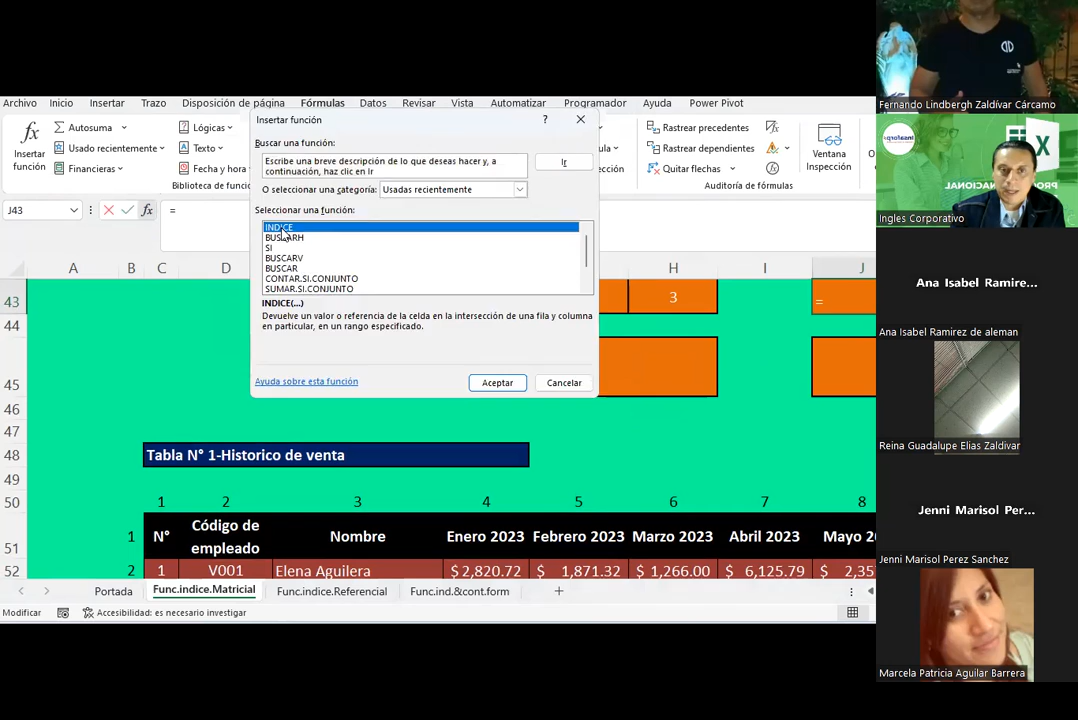 Archivo Inicio Insertar Trazo Disposición de página Fórmulas Datos Revisar Vista Automatizar Programador Ayuda Power Pivot
Insertar función
Autosuma
Usado recientemente
Financieras
Lógicas
Texto
Fecha y hora
Biblioteca de funci
Rastrear precedentes
Rastrear dependientes
Quitar flechas
Auditoría de fórmulas
Ventana
Inspección
Insertar función
?
Buscar una función:
Escribe una breve descripción de lo que deseas hacer y, a
continuación, haz clic en Ir
Ir
O seleccionar una categoría: Usadas recientemente
Seleccionar una función:
INDICE
BUSCARH
SI
BUSCARV
BUSCAR
CONTAR.SI.CONJUNTO
SUMAR.SI.CONJUNTO
INDICE(...)
Devuelve un valor o referencia de la celda en la intersección de una fila y columna
en particular, en un rango especificado.
Ayuda sobre esta función
Aceptar Cancelar
J43 fx =
A B C D H I J
43 3 =
44
45
46
47
48 Tabla N° 1-Historico de venta
49
50 1 2 3 4 5 6 7 8
51 1 N° Código de empleado Nombre Enero 2023 Febrero 2023 Marzo 2023 Abril 2023 Mayo 2
52 2 1 V001 Elena Aguilera $ 2,820.72 $ 1,871.32 $ 1,266.00 $ 6,125.79 $ 2,35
Portada Func.indice.Matricial Func.indice.Referencial Func.ind.&cont.form
Modificar Accesibilidad: es necesario investigar
Fernando Lindbergh Zaldívar Cárcamo
Insaforp
X
Ingles Corporativo
Ana Isabel Ramire...
Ana Isabel Ramirez de aleman
Reina Guadalupe Elias Zaldivar
Jenni Marisol Per...
Jenni Marisol Perez Sanchez
Marcela Patricia Aguilar Barrera